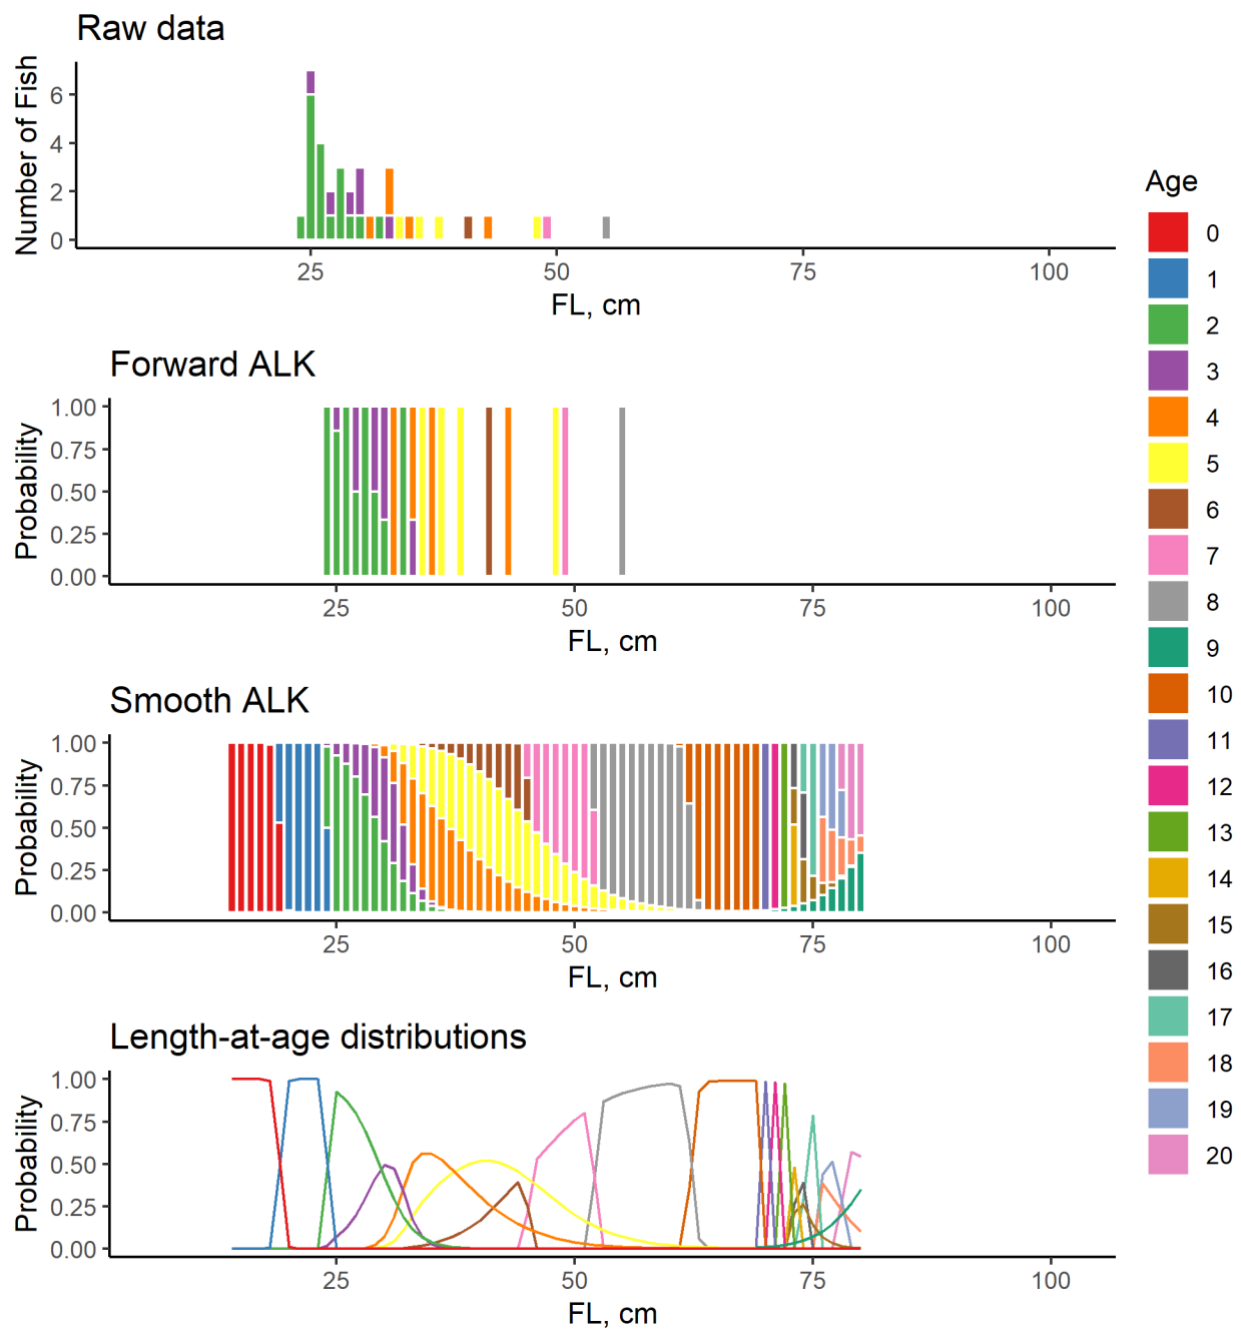 Raw data
Number of Fish
6
4
2
0
25 50 75 100
FL, cm
Forward ALK
Probability
1.00
0.75
0.50
0.25
0.00
25 50 75 100
FL, cm
Smooth ALK
Probability
1.00
0.75
0.50
0.25
0.00
25 50 75 100
FL, cm
Length-at-age distributions
Probability
1.00
0.75
0.50
0.25
0.00
25 50 75 100
FL, cm
Age
0
1
2
3
4
5
6
7
8
9
10
11
12
13
14
15
16
17
18
19
20